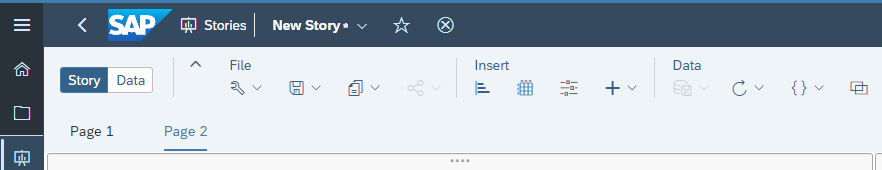 SAP Stories New Story *
File Insert Data
Story Data
{}
Page 1 Page 2